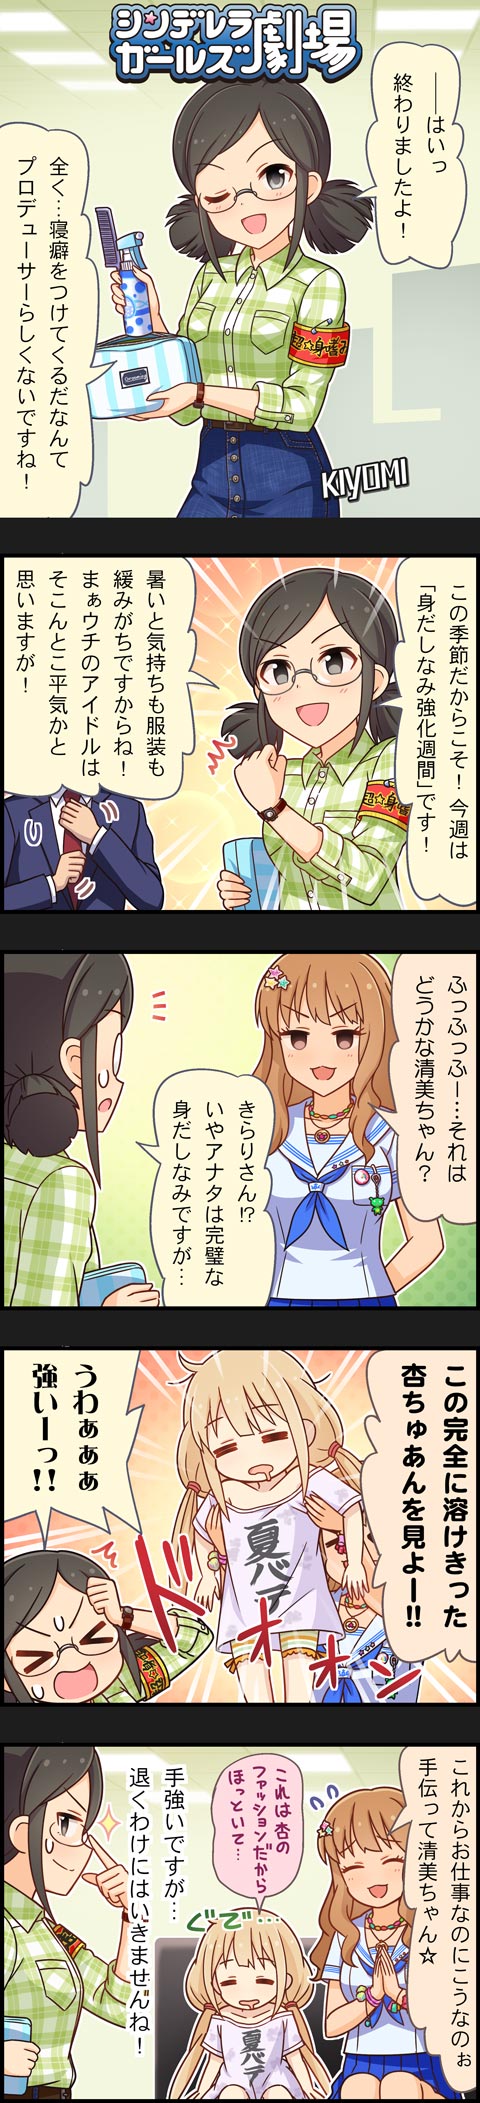 シンデレラ
ガールズ劇場
──はいっ
終わりましたよ！
全く…寝癖をつけてくるだなんて
プロデューサーらしくないですね！
超☆身嗜み
KIYOMI
この季節だからこそ！今週は
「身だしなみ強化週間」です！
暑いと気持ちも服装も
緩みがちですからね！
まぁウチのアイドルは
そこんとこ平気かと
思いますが！
超☆身嗜
ふっふっふー…それは
どうかな清美ちゃん？
きらりさん!?
いやアナタは完璧な
身だしなみですが…
この完全に溶けきった
杏ちゅあんを見よー!!
うわぁぁぁ
強いーっ!!
夏バテ
ドオオオン
これからお仕事なのにこうなのぉ
手伝って清美ちゃん☆
これは杏の
ファッションだから
ほっといて…
ぐで…
夏バテ
手強いですが…
退くわけにはいきませんね！